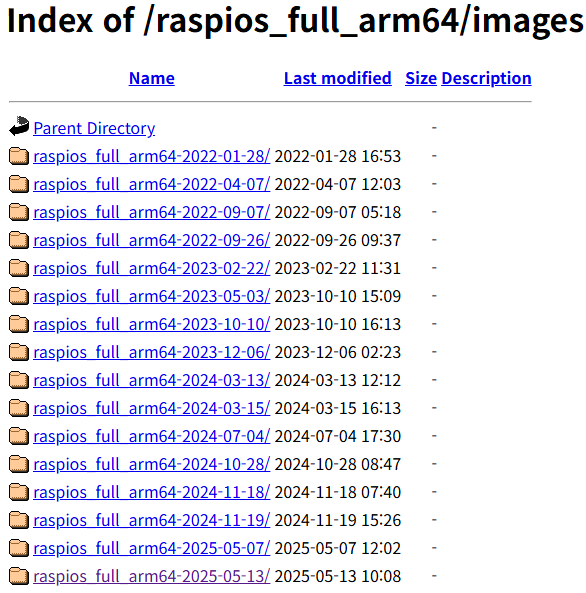 Index of /raspios_full_arm64/images
Name Last modified Size Description
Parent Directory -
raspios_full_arm64-2022-01-28/ 2022-01-28 16:53 -
raspios_full_arm64-2022-04-07/ 2022-04-07 12:03 -
raspios_full_arm64-2022-09-07/ 2022-09-07 05:18 -
raspios_full_arm64-2022-09-26/ 2022-09-26 09:37 -
raspios_full_arm64-2023-02-22/ 2023-02-22 11:31 -
raspios_full_arm64-2023-05-03/ 2023-10-10 15:09 -
raspios_full_arm64-2023-10-10/ 2023-10-10 16:13 -
raspios_full_arm64-2023-12-06/ 2023-12-06 02:23 -
raspios_full_arm64-2024-03-13/ 2024-03-13 12:12 -
raspios_full_arm64-2024-03-15/ 2024-03-15 16:13 -
raspios_full_arm64-2024-07-04/ 2024-07-04 17:30 -
raspios_full_arm64-2024-10-28/ 2024-10-28 08:47 -
raspios_full_arm64-2024-11-18/ 2024-11-18 07:40 -
raspios_full_arm64-2024-11-19/ 2024-11-19 15:26 -
raspios_full_arm64-2025-05-07/ 2025-05-07 12:02 -
raspios_full_arm64-2025-05-13/ 2025-05-13 10:08 -